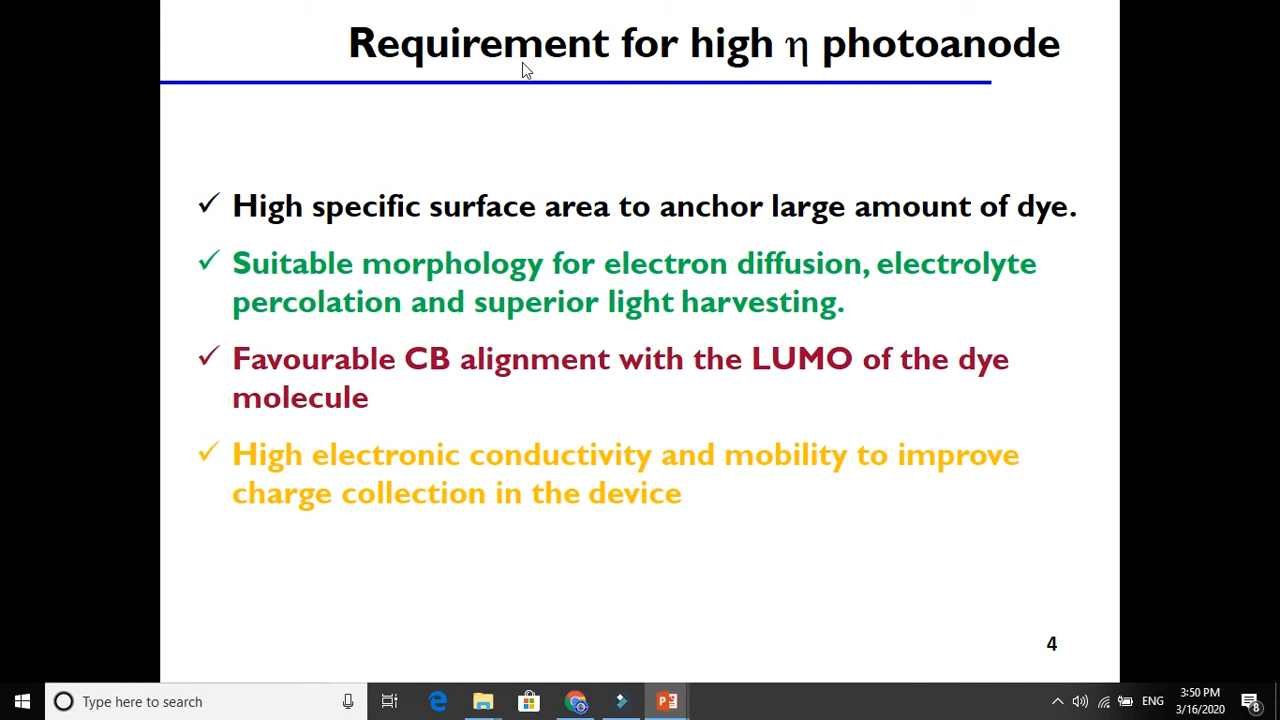 Requirement for high η photoanode
✓ High specific surface area to anchor large amount of dye.
✓ Suitable morphology for electron diffusion, electrolyte
percolation and superior light harvesting.
✓ Favourable CB alignment with the LUMO of the dye
molecule
✓ High electronic conductivity and mobility to improve
charge collection in the device
4
Type here to search
ENG
3:50 PM
3/16/2020
8